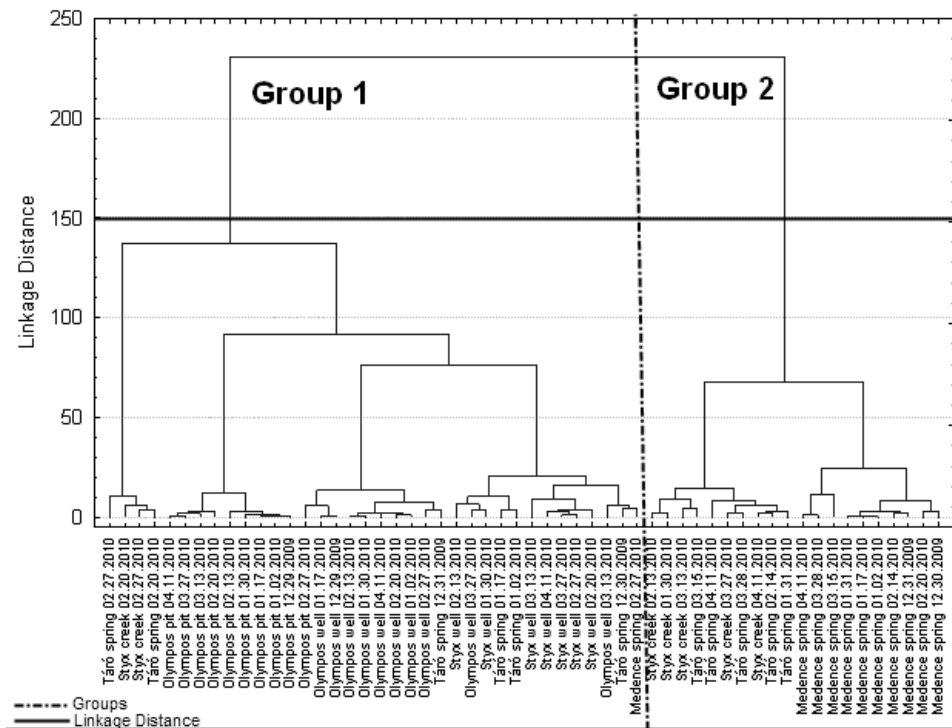 250
200
150
100
50
0
Linkage Distance
Group 1
Group 2
Táró spring 02.27.2010
Styx creek 02.20.2010
Styx creek 02.27.2010
Táró spring 02.20.2010
Olympos pit 04.11.2010
Olympos pit 03.27.2010
Olympos pit 03.13.2010
Olympos pit 02.20.2010
Olympos pit 02.13.2010
Olympos pit 01.30.2010
Olympos pit 01.17.2010
Olympos pit 01.02.2010
Olympos pit 12.29.2009
Olympos pit 02.27.2010
Olympos well 01.17.2010
Olympos well 12.29.2009
Olympos well 02.13.2010
Olympos well 01.30.2010
Olympos well 04.11.2010
Olympos well 02.20.2010
Olympos well 01.02.2010
Olympos well 02.27.2010
Táró spring 12.31.2009
Styx well 02.13.2010
Olympos well 03.27.2010
Styx well 01.30.2010
Táró spring 01.17.2010
Táró spring 01.02.2010
Styx well 03.13.2010
Styx well 04.11.2010
Styx well 03.27.2010
Styx well 02.27.2010
Styx well 02.20.2010
Olympos well 03.13.2010
Táró spring 12.30.2009
Medence spring 02.27.2010
Styx creek
Styx creek 01.30.2010
Styx creek 03.13.2010
Táró spring 03.15.2010
Táró spring 04.11.2010
Styx creek 03.27.2010
Táró spring 03.28.2010
Styx creek 04.11.2010
Táró spring 02.14.2010
Táró spring 01.31.2010
Medence spring 04.11.2010
Medence spring 03.28.2010
Medence spring 03.15.2010
Medence spring 01.31.2010
Medence spring 01.17.2010
Medence spring 01.02.2010
Medence spring 02.14.2010
Medence spring 12.31.2009
Medence spring 02.20.2010
Medence spring 12.30.2009
Groups
Linkage Distance